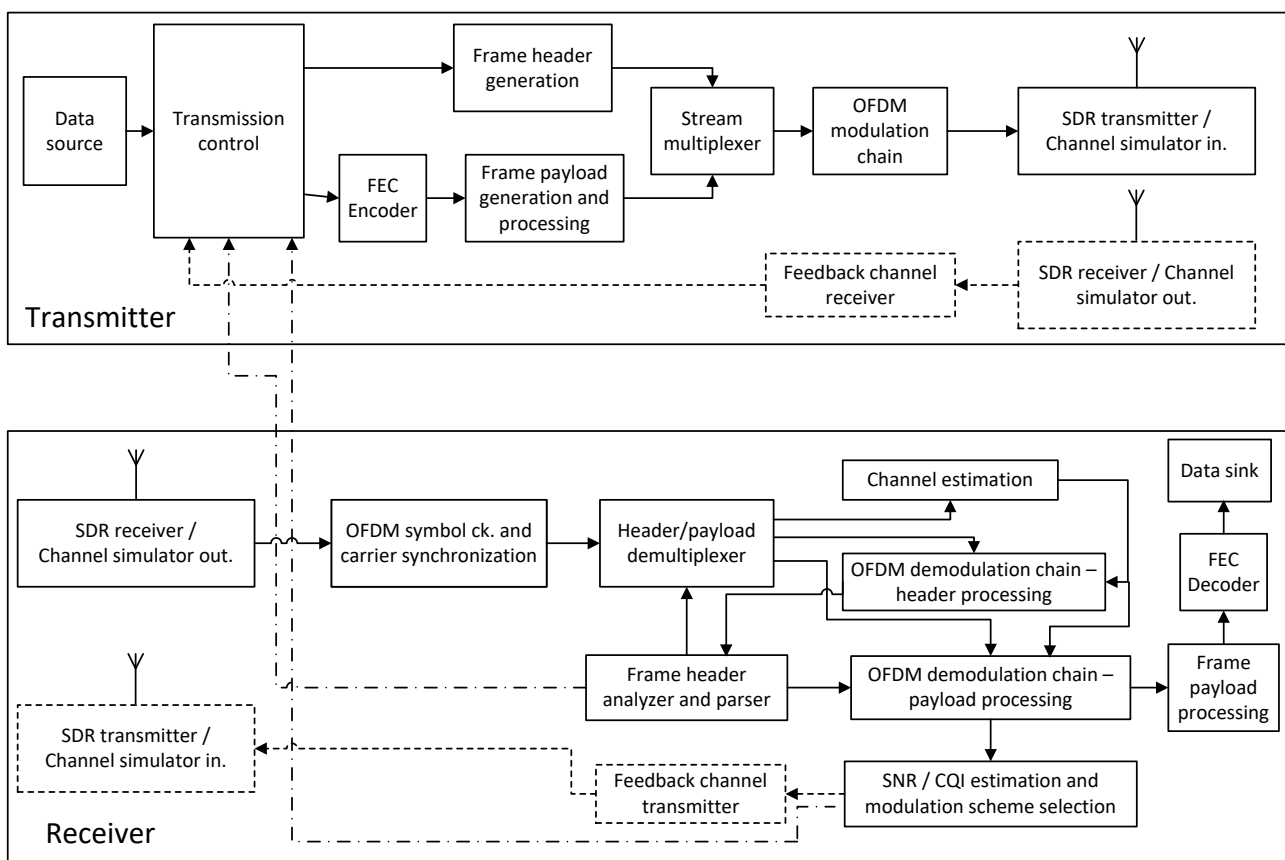 Data
source
Transmission
control
Frame header
generation
FEC
Encoder
Frame payload
generation and
processing
Stream
multiplexer
OFDM
modulation
chain
SDR transmitter /
Channel simulator in.
Feedback channel
receiver
SDR receiver / Channel
simulator out.
Transmitter
SDR receiver /
Channel simulator out.
OFDM symbol ck. and
carrier synchronization
Header/payload
demultiplexer
Channel estimation
OFDM demodulation chain –
header processing
Data sink
FEC
Decoder
Frame header
analyzer and parser
OFDM demodulation chain –
payload processing
Frame
payload
processing
SDR transmitter /
Channel simulator in.
Feedback channel
transmitter
SNR / CQI estimation and
modulation scheme selection
Receiver